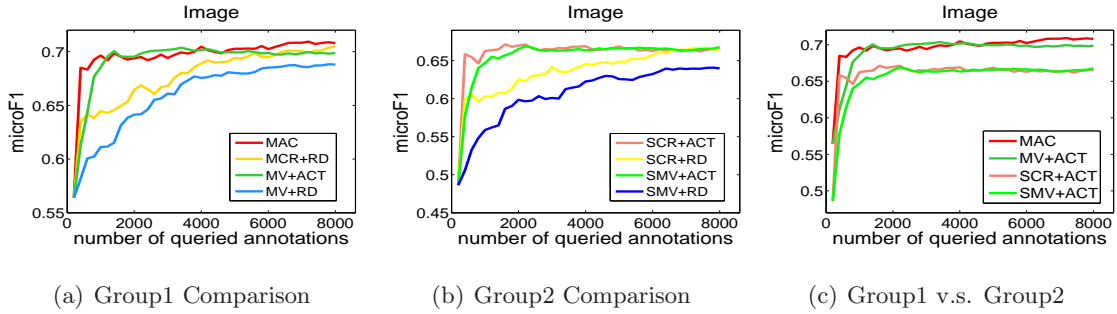 Image
microF1
0.7
0.65
0.6
0.55
0 2000 4000 6000 8000
number of queried annotations
MAC
MCR+RD
MV+ACT
MV+RD
(a) Group1 Comparison
Image
microF1
0.65
0.6
0.55
0.5
0.45
0 2000 4000 6000 8000
number of queried annotations
SCR+ACT
SCR+RD
SMV+ACT
SMV+RD
(b) Group2 Comparison
Image
microF1
0.7
0.65
0.6
0.55
0.5
0 2000 4000 6000 8000
number of queried annotations
MAC
MV+ACT
SCR+ACT
SMV+ACT
(c) Group1 v.s. Group2